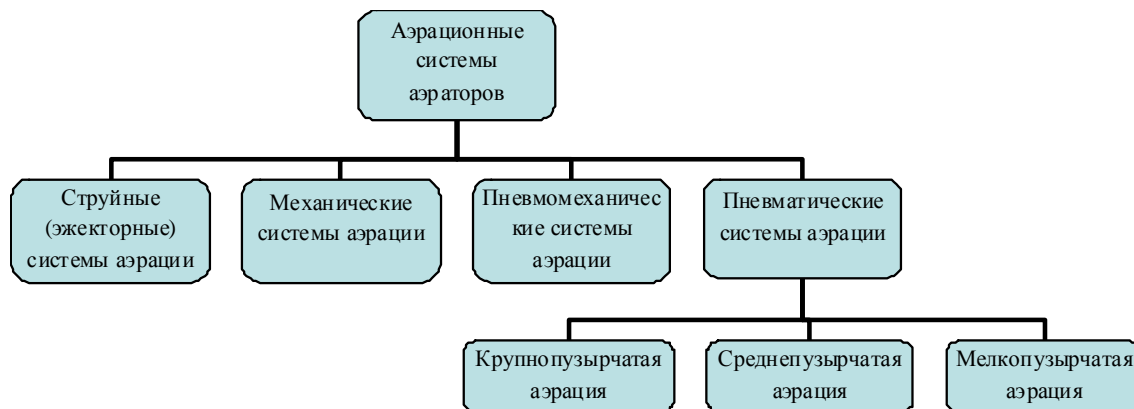 Аэрационные
системы
аэраторов
Струйные
(эжекторные)
системы аэрации
Механические
системы аэрации
Пневмомеханичес
кие системы
аэрации
Пневматические
системы аэрации
Крупнопузырчатая
аэрация
Среднепузырчатая
аэрация
Мелкопузырчатая
аэрация